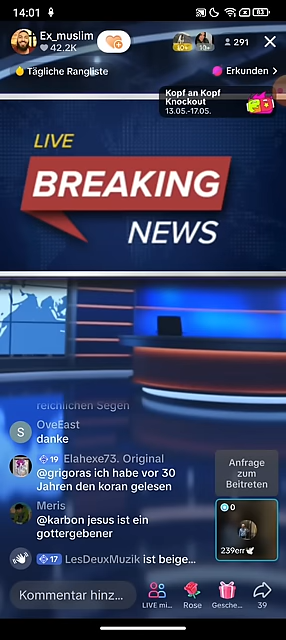 14:01
83
Ex_muslim
42.2K
10+
291
Tägliche Rangliste
Erkunden
Kopf an Kopf
Knockout
13.05.-17.05.
LIVE
BREAKING
NEWS
reichlichen Segen
S
OveEast
danke
19 Elahexe73. Original
@grigoras ich habe vor 30
Jahren den koran gelesen
Meris
@karbon jesus ist ein
gottergebener
17 LesDeuxMuzik ist beige...
Anfrage
zum
Beitreten
0
239err
Kommentar hinz...
LIVE mi...
Rose
Gesche...
39